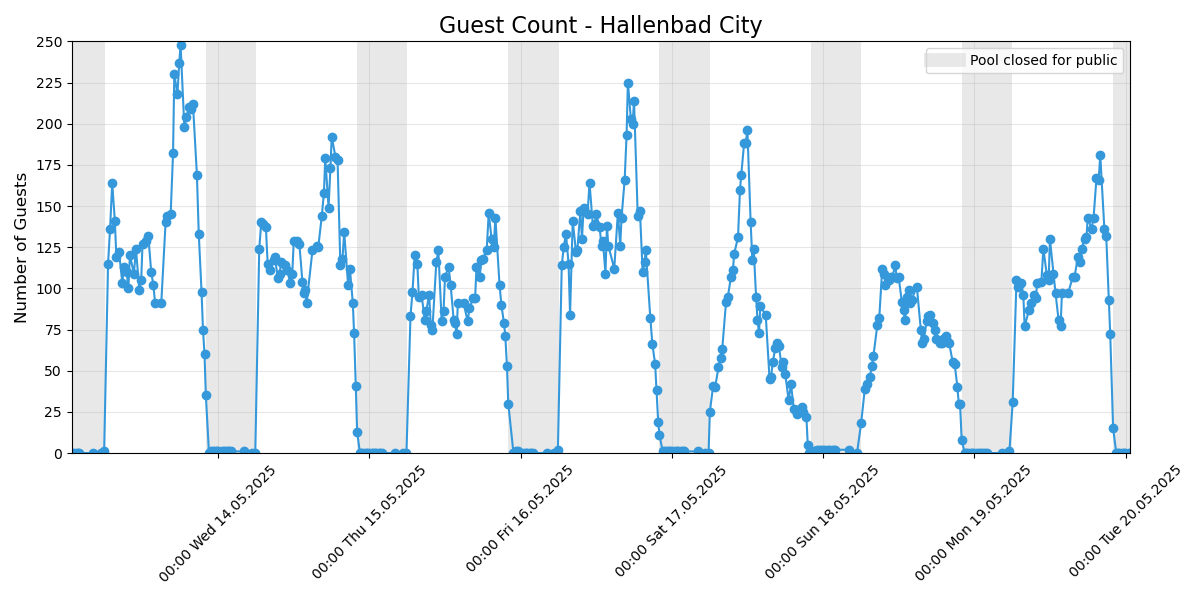 Guest Count - Hallenbad City
Pool closed for public
Number of Guests
250
225
200
175
150
125
100
75
50
25
0
00:00 Wed 14.05.2025
00:00 Thu 15.05.2025
00:00 Fri 16.05.2025
00:00 Sat 17.05.2025
00:00 Sun 18.05.2025
00:00 Mon 19.05.2025
00:00 Tue 20.05.2025